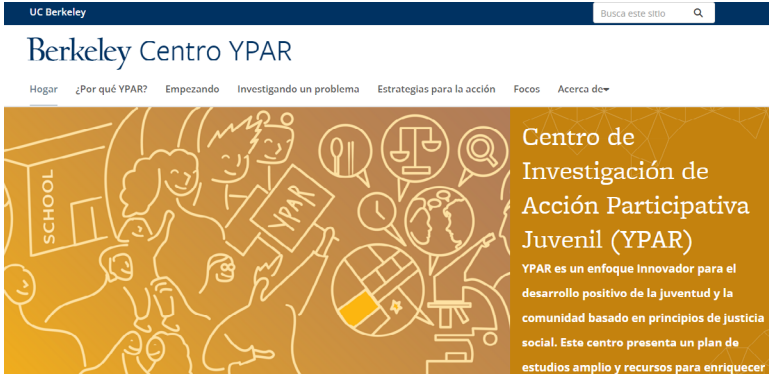 UC Berkeley
Busca este sitio
Berkeley Centro YPAR
Hogar ¿Por qué YPAR? Empezando Investigando un problema Estrategias para la acción Focos Acerca de
SCHOOL
YPAR
Centro de
Investigación de
Acción Participativa
Juvenil (YPAR)
YPAR es un enfoque Innovador para el
desarrollo positivo de la juventud y la
comunidad basado en principios de justicia
social. Este centro presenta un plan de
estudios amplio y recursos para enriquecer